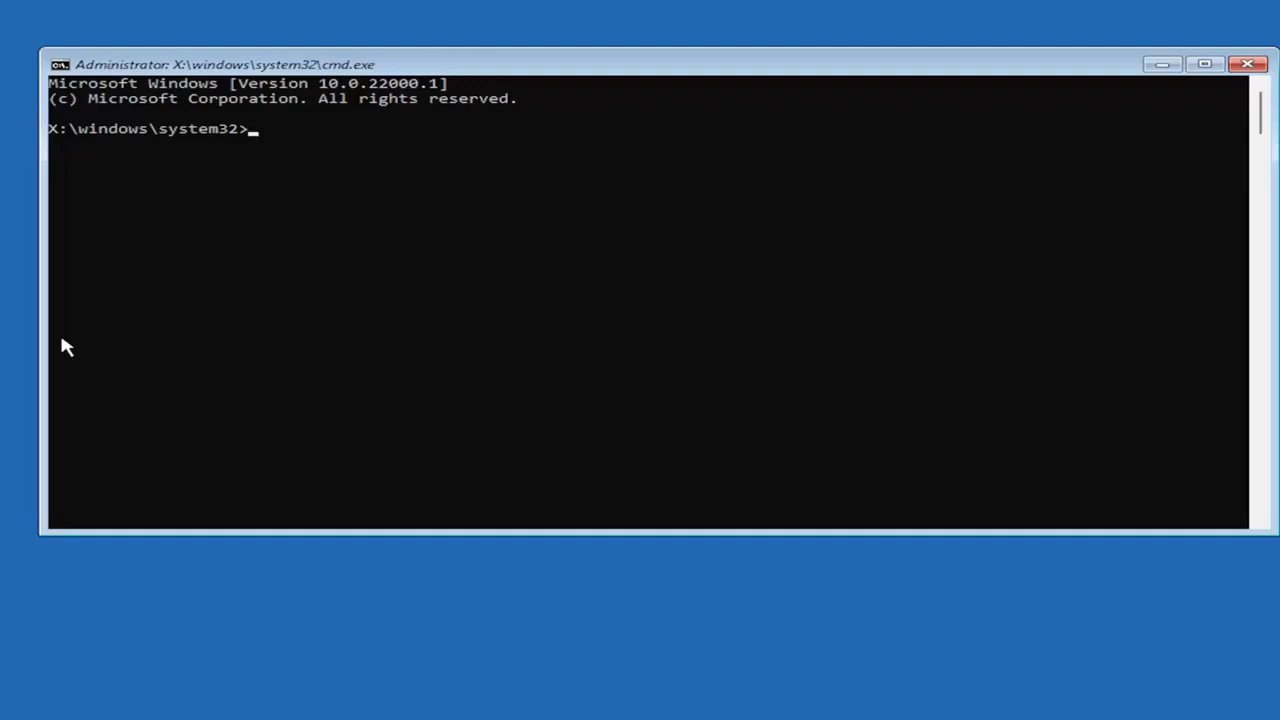 Administrator: X:\windows\system32\cmd.exe
Microsoft Windows [Version 10.0.22000.1]
(c) Microsoft Corporation. All rights reserved.
X:\windows\system32>_